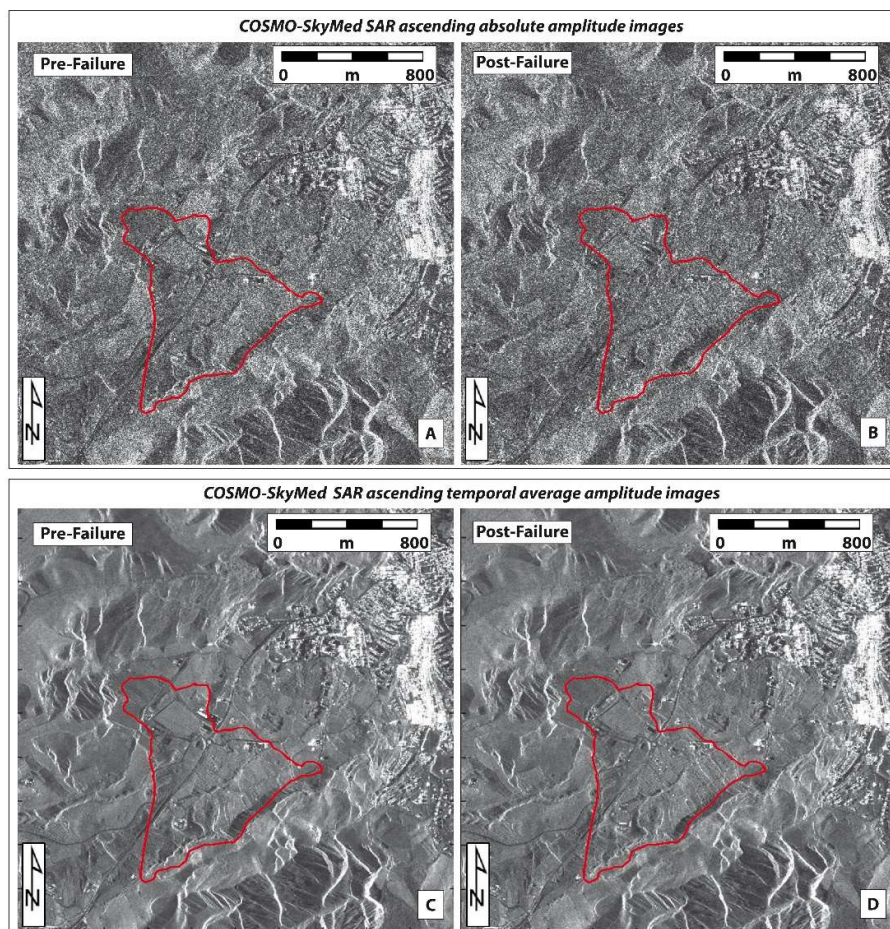 COSMO-SkyMed SAR ascending absolute amplitude images
Pre-Failure
0 m 800
Post-Failure
0 m 800
N
A
N
B
COSMO-SkyMed SAR ascending temporal average amplitude images
Pre-Failure
0 m 800
Post-Failure
0 m 800
N
C
N
D